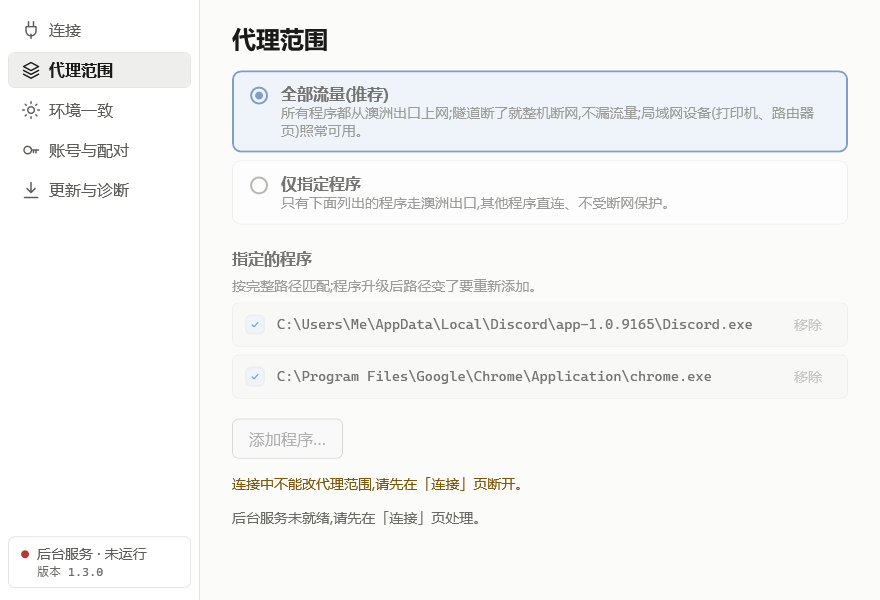 连接
代理范围
环境一致
账号与配对
更新与诊断
后台服务 · 未运行
版本 1.3.0
代理范围
全部流量(推荐)
所有程序都从澳洲出口上网;隧道断了就整机断网,不漏流量;局域网设备(打印机、路由器
页)照常可用。
仅指定程序
只有下面列出的程序走澳洲出口,其他程序直连、不受断网保护。
指定的程序
按完整路径匹配;程序升级后路径变了要重新添加。
C:\Users\Me\AppData\Local\Discord\app-1.0.9165\Discord.exe 移除
C:\Program Files\Google\Chrome\Application\chrome.exe 移除
添加程序...
连接中不能改代理范围,请先在「连接」页断开。
后台服务未就绪,请先在「连接」页处理。